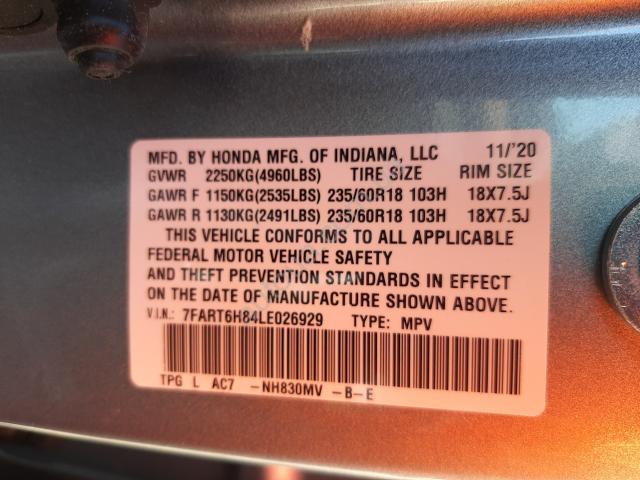 MFD. BY HONDA MFG. OF INDIANA, LLC 11/'20
GVWR 2250KG(4960LBS) TIRE SIZE RIM SIZE
GAWR F 1150KG(2535LBS) 235/60R18 103H 18X7.5J
GAWR R 1130KG(2491LBS) 235/60R18 103H 18X7.5J
THIS VEHICLE CONFORMS TO ALL APPLICABLE
FEDERAL MOTOR VEHICLE SAFETY
AND THEFT PREVENTION STANDARDS IN EFFECT
ON THE DATE OF MANUFACTURE SHOWN ABOVE.
V.I.N.: 7FART6H84LE026929 TYPE: MPV
TPG L AC7 -NH830MV -B-E